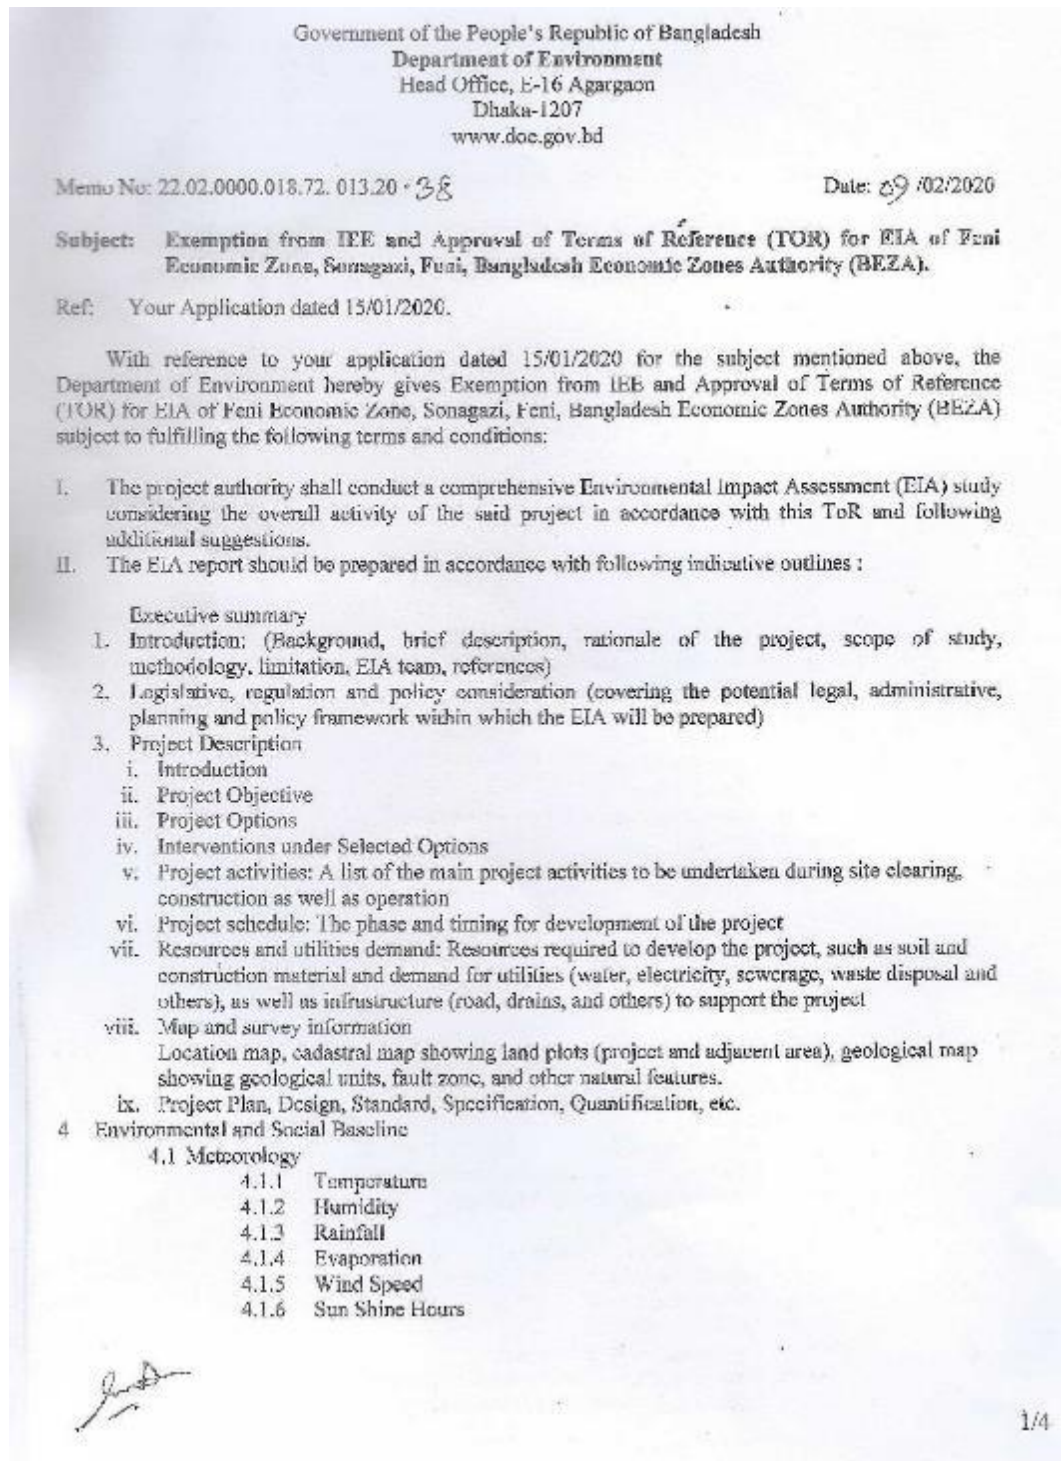 Government of the People's Republic of Bangladesh
Department of Environment
Head Office, E-16 Agargaon
Dhaka-1207
www.doe.gov.bd
Memo No: 22.02.0000.018.72. 013.20 · 38
Date: 09 /02/2020
Subject: Exemption from IEE and Approval of Terms of Reference (TOR) for EIA of Feni
Economic Zone, Sonagazi, Feni, Bangladesh Economic Zones Authority (BEZA).
Ref: Your Application dated 15/01/2020.
With reference to your application dated 15/01/2020 for the subject mentioned above, the
Department of Environment hereby gives Exemption from IEE and Approval of Terms of Reference
(TOR) for EIA of Feni Economic Zone, Sonagazi, Feni, Bangladesh Economic Zones Authority (BEZA)
subject to fulfilling the following terms and conditions:
I. The project authority shall conduct a comprehensive Environmental Impact Assessment (EIA) study
considering the overall activity of the said project in accordance with this ToR and following
additional suggestions.
II. The EIA report should be prepared in accordance with following indicative outlines :
Executive summary
1. Introduction: (Background, brief description, rationale of the project, scope of study,
methodology, limitation, EIA team, references)
2. Legislative, regulation and policy consideration (covering the potential legal, administrative,
planning and policy framework within which the EIA will be prepared)
3. Project Description
i. Introduction
ii. Project Objective
iii. Project Options
iv. Interventions under Selected Options
v. Project activities: A list of the main project activities to be undertaken during site clearing,
construction as well as operation
vi. Project schedule: The phase and timing for development of the project
vii. Resources and utilities demand: Resources required to develop the project, such as soil and
construction material and demand for utilities (water, electricity, sewerage, waste disposal and
others), as well as infrustructure (road, drains, and others) to support the project
viii. Map and survey information
Location map, cadastral map showing land plots (project and adjacent area), geological map
showing geological units, fault zone, and other natural features.
ix. Project Plan, Design, Standard, Specification, Quantification, etc.
4 Environmental and Social Baseline
4.1 Meteorology
4.1.1 Temperature
4.1.2 Humidity
4.1.3 Rainfall
4.1.4 Evaporation
4.1.5 Wind Speed
4.1.6 Sun Shine Hours
1/4